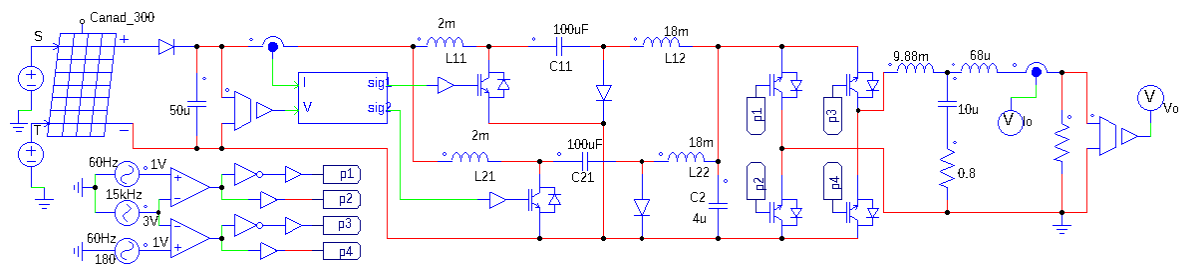 Canad_300
S
+
T
−
50u
I
V
sig1
sig2
2m
L11
100uF
C11
18m
L12
2m
L21
100uF
C21
18m
L22
C2
4u
p1
p3
p2
p4
9.88m
68u
10u
0.8
V
Io
V
Vo
60Hz
1V
15kHz
3V
60Hz
1V
180
+
−
−
+
p1
p2
p3
p4